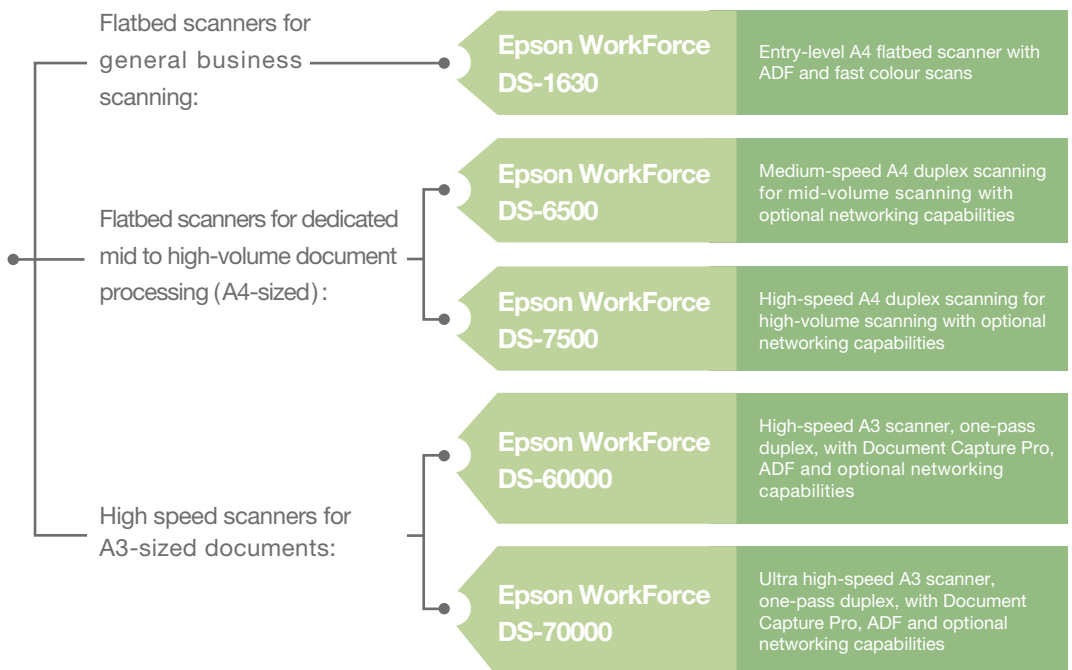 Flatbed scanners for
general business
scanning:
Epson WorkForce
DS-1630
Entry-level A4 flatbed scanner with
ADF and fast colour scans
Flatbed scanners for dedicated
mid to high-volume document
processing (A4-sized):
Epson WorkForce
DS-6500
Medium-speed A4 duplex scanning
for mid-volume scanning with
optional networking capabilities
Epson WorkForce
DS-7500
High-speed A4 duplex scanning for
high-volume scanning with optional
networking capabilities
High speed scanners for
A3-sized documents:
Epson WorkForce
DS-60000
High-speed A3 scanner, one-pass
duplex, with Document Capture Pro,
ADF and optional networking
capabilities
Epson WorkForce
DS-70000
Ultra high-speed A3 scanner,
one-pass duplex, with Document
Capture Pro, ADF and optional
networking capabilities